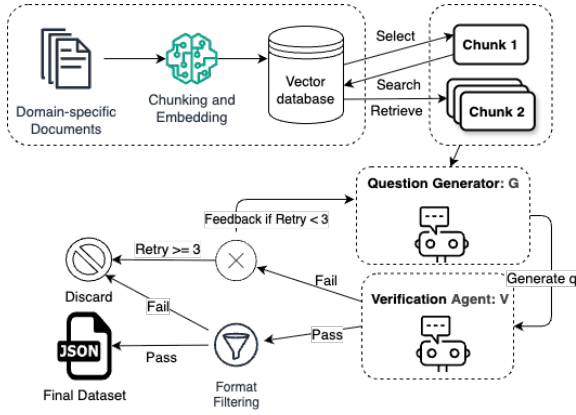 Domain-specific
Documents
Chunking and
Embedding
Vector
database
Select
Search
Retrieve
Chunk 1
Chunk 2
Question Generator: G
Feedback if Retry < 3
Retry >= 3
Discard
Fail
Generate q
Verification Agent: V
Fail
Pass
JSON
Pass
Final Dataset
Format
Filtering